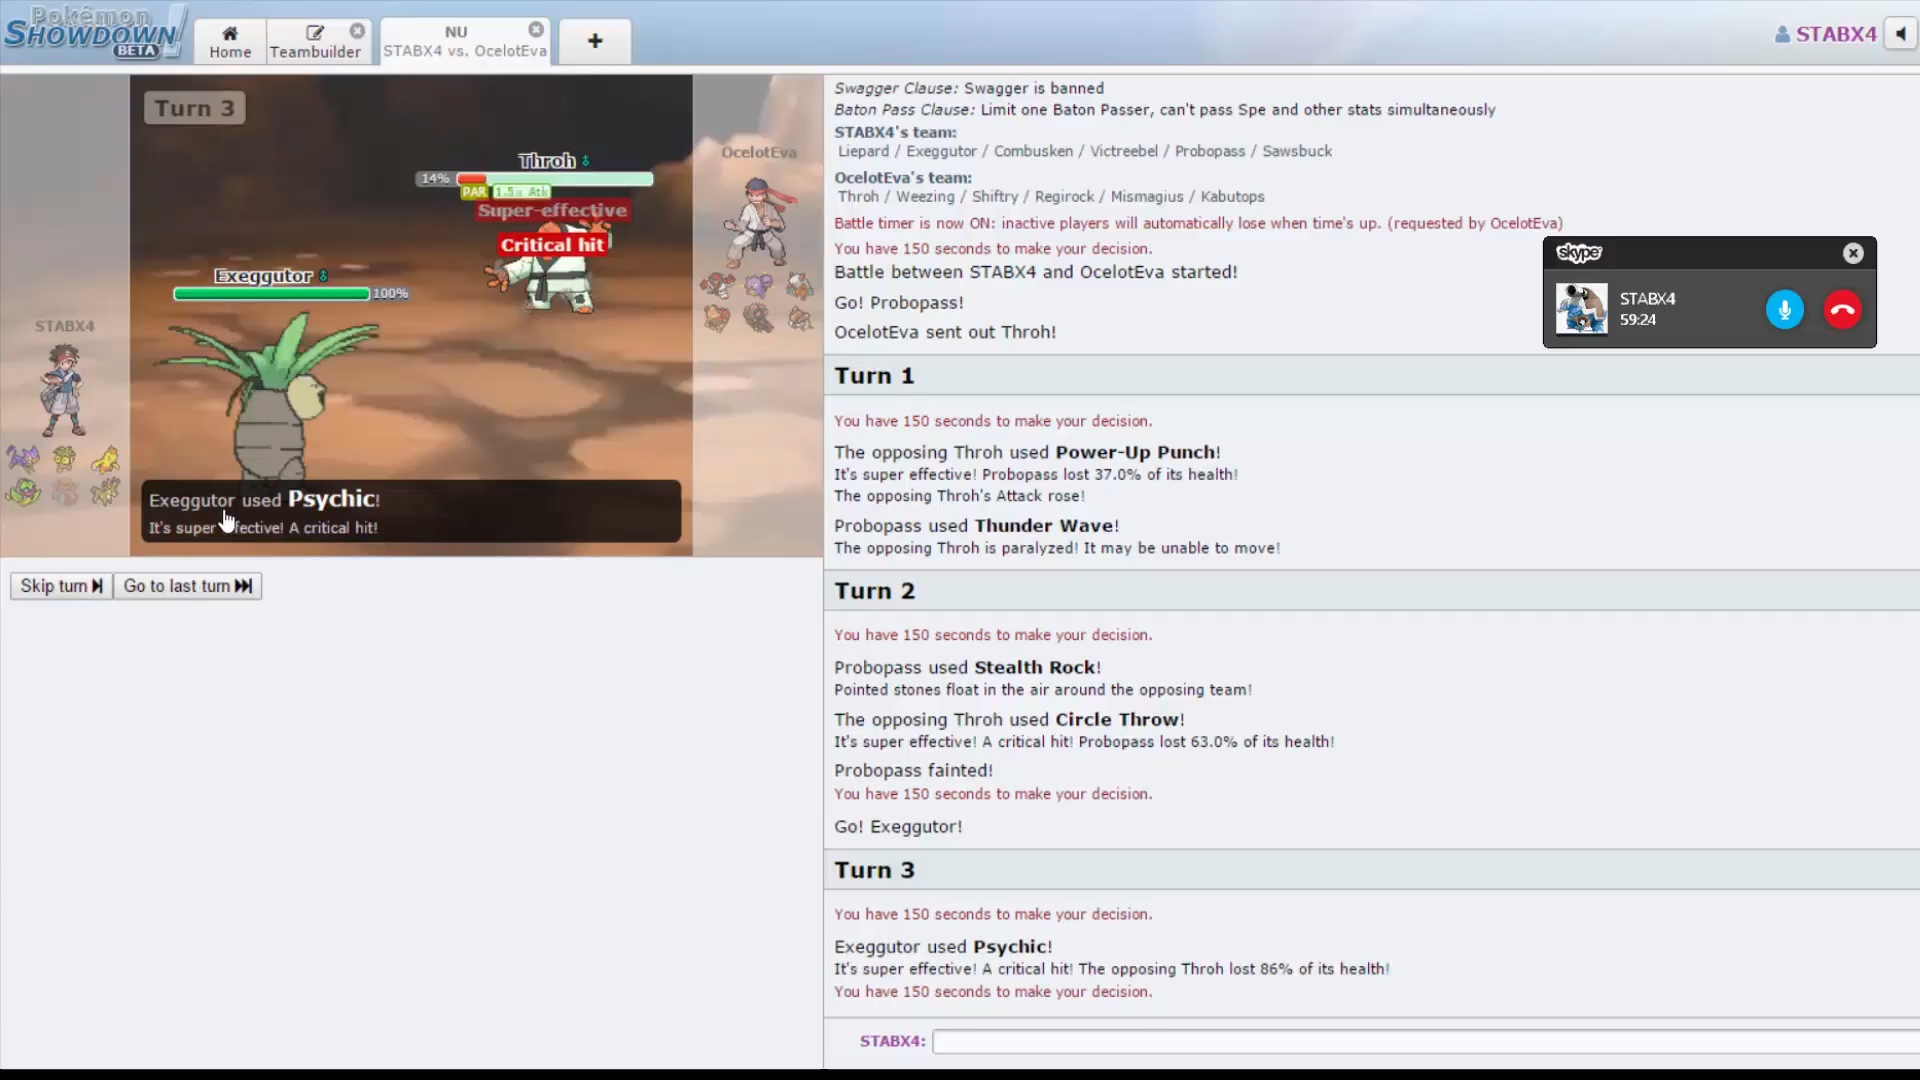 Pokémon
SHOWDOWN
BETA
Home
Teambuilder
NU
STABX4 vs. OcelotEva
+
STABX4
Turn 3
Throh
14%
PAR 1.5x Atk
Super-effective
Critical hit
OcelotEva
Exeggutor
100%
STABX4
Exeggutor used Psychic!
It's super effective! A critical hit!
Skip turn
Go to last turn
Swagger Clause: Swagger is banned
Baton Pass Clause: Limit one Baton Passer, can't pass Spe and other stats simultaneously
STABX4's team:
Liepard / Exeggutor / Combusken / Victreebel / Probopass / Sawsbuck
OcelotEva's team:
Throh / Weezing / Shiftry / Regirock / Mismagius / Kabutops
Battle timer is now ON: inactive players will automatically lose when time's up. (requested by OcelotEva)
You have 150 seconds to make your decision.
Battle between STABX4 and OcelotEva started!
Go! Probopass!
OcelotEva sent out Throh!
Turn 1
You have 150 seconds to make your decision.
The opposing Throh used Power-Up Punch!
It's super effective! Probopass lost 37.0% of its health!
The opposing Throh's Attack rose!
Probopass used Thunder Wave!
The opposing Throh is paralyzed! It may be unable to move!
Turn 2
You have 150 seconds to make your decision.
Probopass used Stealth Rock!
Pointed stones float in the air around the opposing team!
The opposing Throh used Circle Throw!
It's super effective! A critical hit! Probopass lost 63.0% of its health!
Probopass fainted!
You have 150 seconds to make your decision.
Go! Exeggutor!
Turn 3
You have 150 seconds to make your decision.
Exeggutor used Psychic!
It's super effective! A critical hit! The opposing Throh lost 86% of its health!
You have 150 seconds to make your decision.
STABX4:
skype
STABX4
59:24